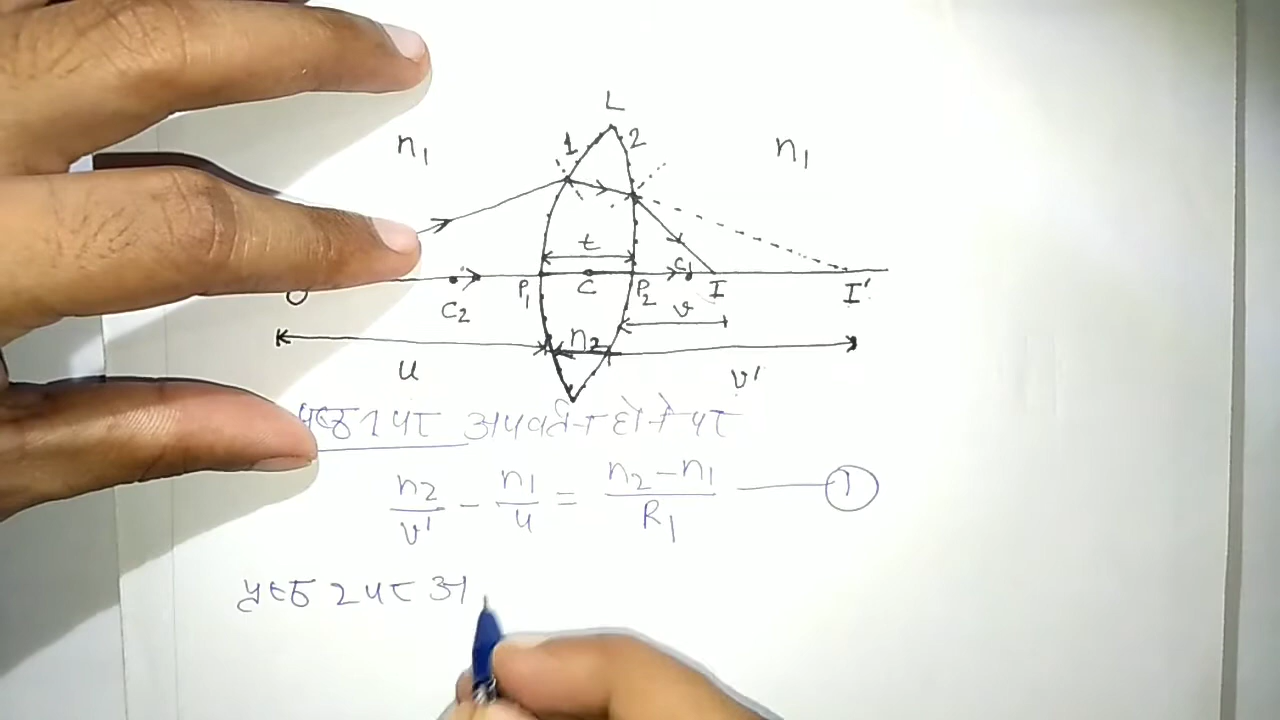 L
n₁ 1 2 n₁
t
O C₂ P₁ C P₂ C₁ I I'
v
n₂
u v'
पृष्ठ 1 पर अपवर्तन होने पर
n₂/v' - n₁/u = (n₂-n₁)/R₁ — ①
पृष्ठ 2 पर अ